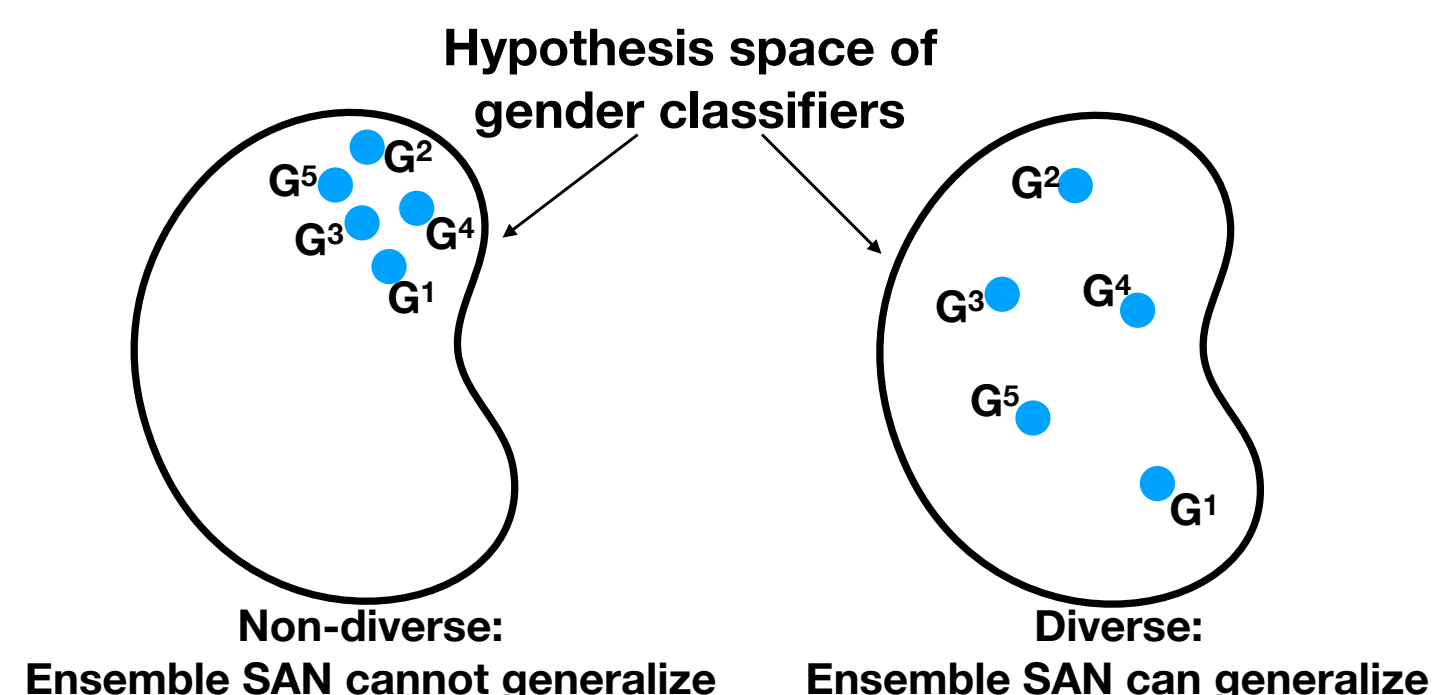 Hypothesis space of
gender classifiers
G²
G⁵
G³
G⁴
G¹
G²
G³
G⁴
G⁵
G¹
Non-diverse:
Ensemble SAN cannot generalize
Diverse:
Ensemble SAN can generalize